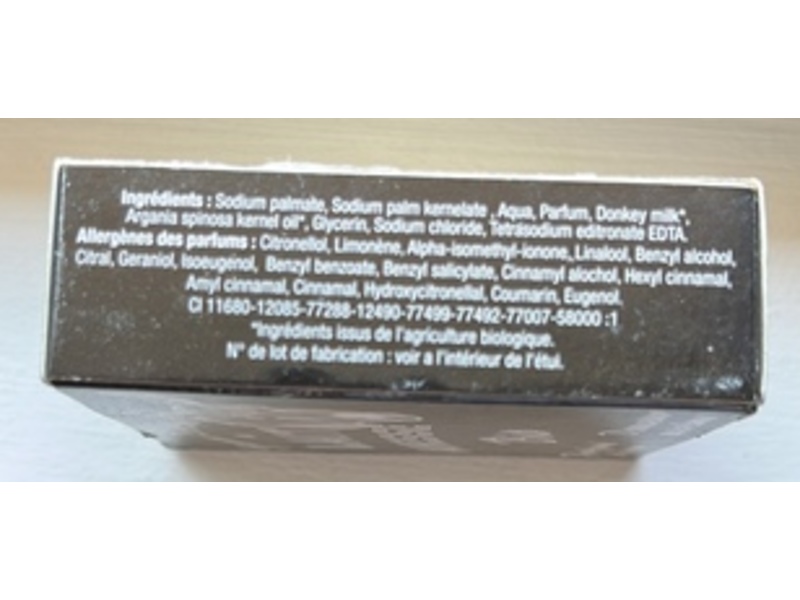 Ingrédients : Sodium palmate, Sodium palm kernelate , Aqua, Parfum, Donkey milk*,
Argania spinosa kernel oil*, Glycerin, Sodium chloride, Tetrasodium editronate EDTA.
Allergènes des parfums : Citronellol, Limonène, Alpha-isomethyl-ionone, Linalool, Benzyl alcohol,
Citral, Geraniol, Isoeugenol, Benzyl benzoate, Benzyl salicylate, Cinnamyl alochol, Hexyl cinnamal,
Amyl cinnamal, Cinnamal, Hydroxycitronellal, Coumarin, Eugenol.
CI 11680-12085-77288-12490-77499-77492-77007-58000 :1
*Ingrédients issus de l'agriculture biologique.
N° de lot de fabrication : voir a l'intérieur de l'étui.